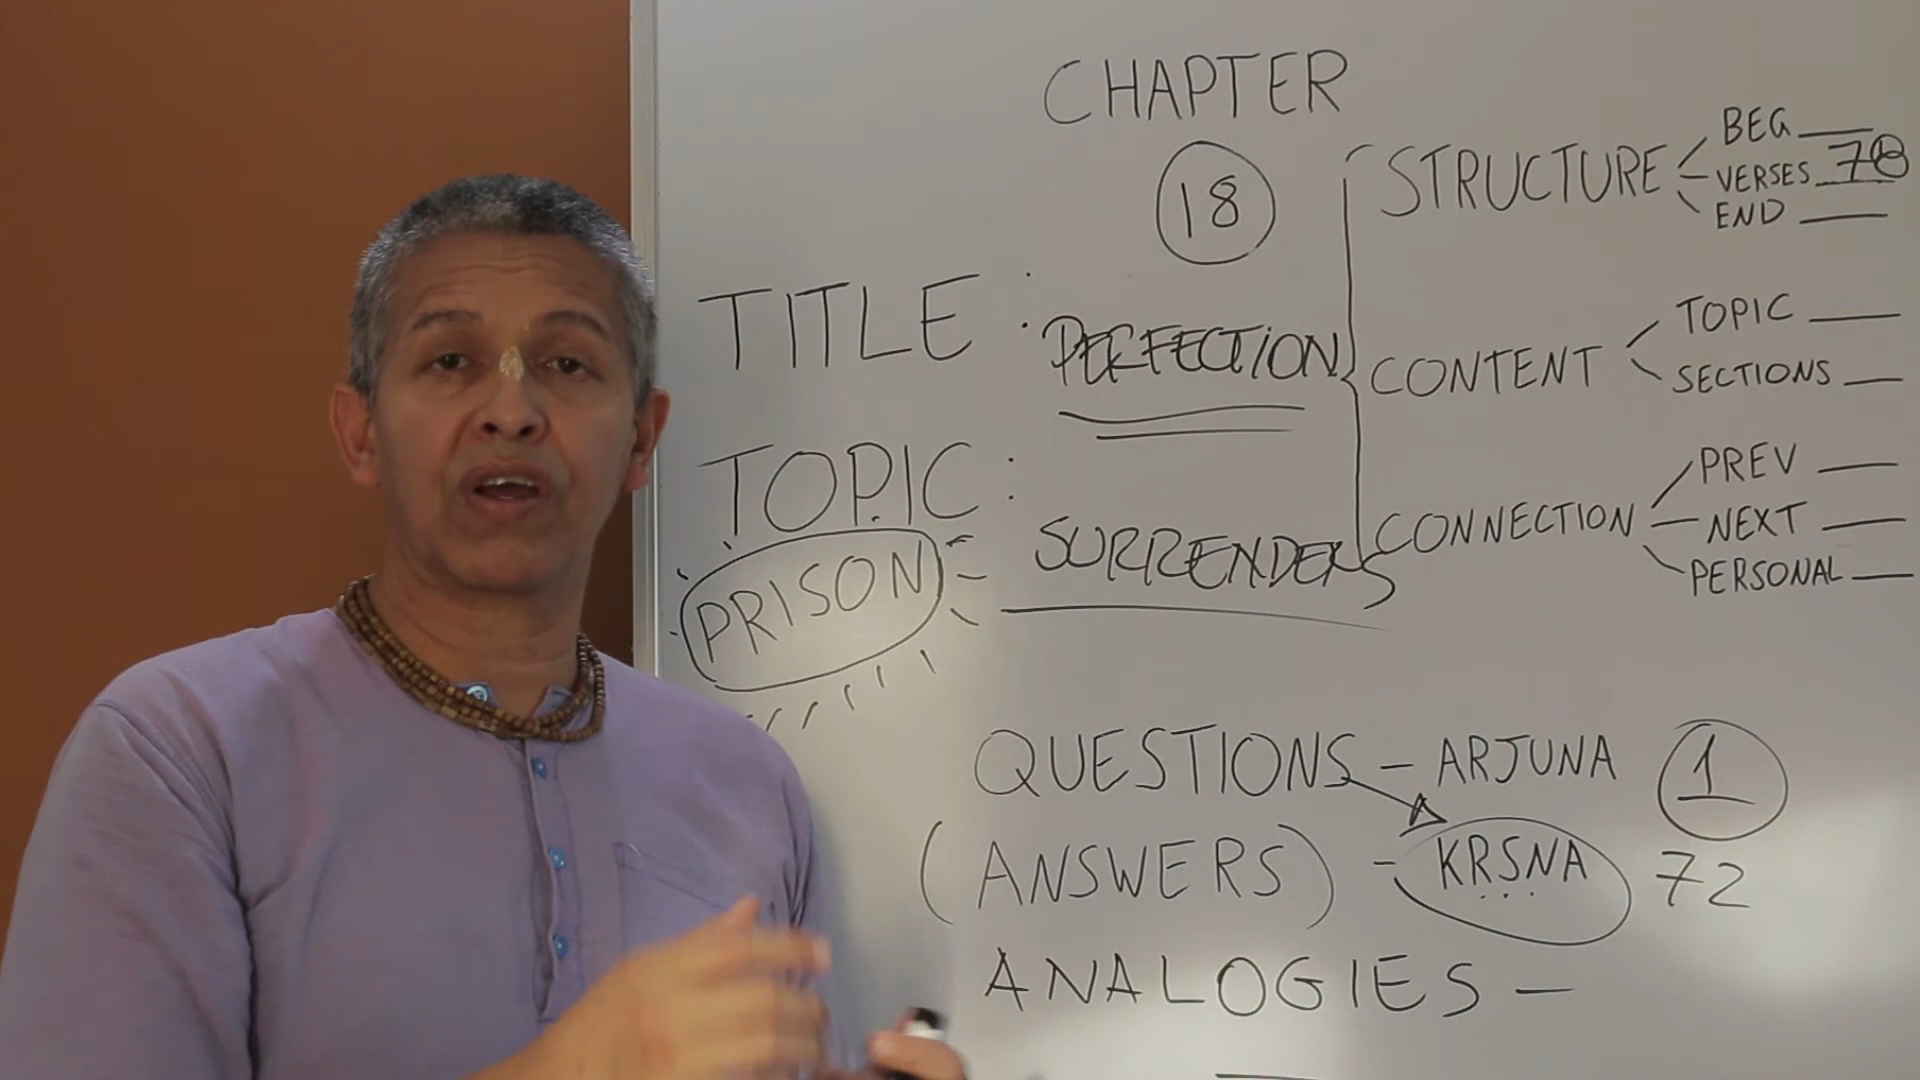 CHAPTER
18
TITLE : PERFECTION
TOPIC : SURRENDERS
PRISON
STRUCTURE
BEG
VERSES 78
END
CONTENT
TOPIC
SECTIONS
CONNECTION
PREV
NEXT
PERSONAL
QUESTIONS - ARJUNA 1
(ANSWERS) - KRSNA 72
ANALOGIES -